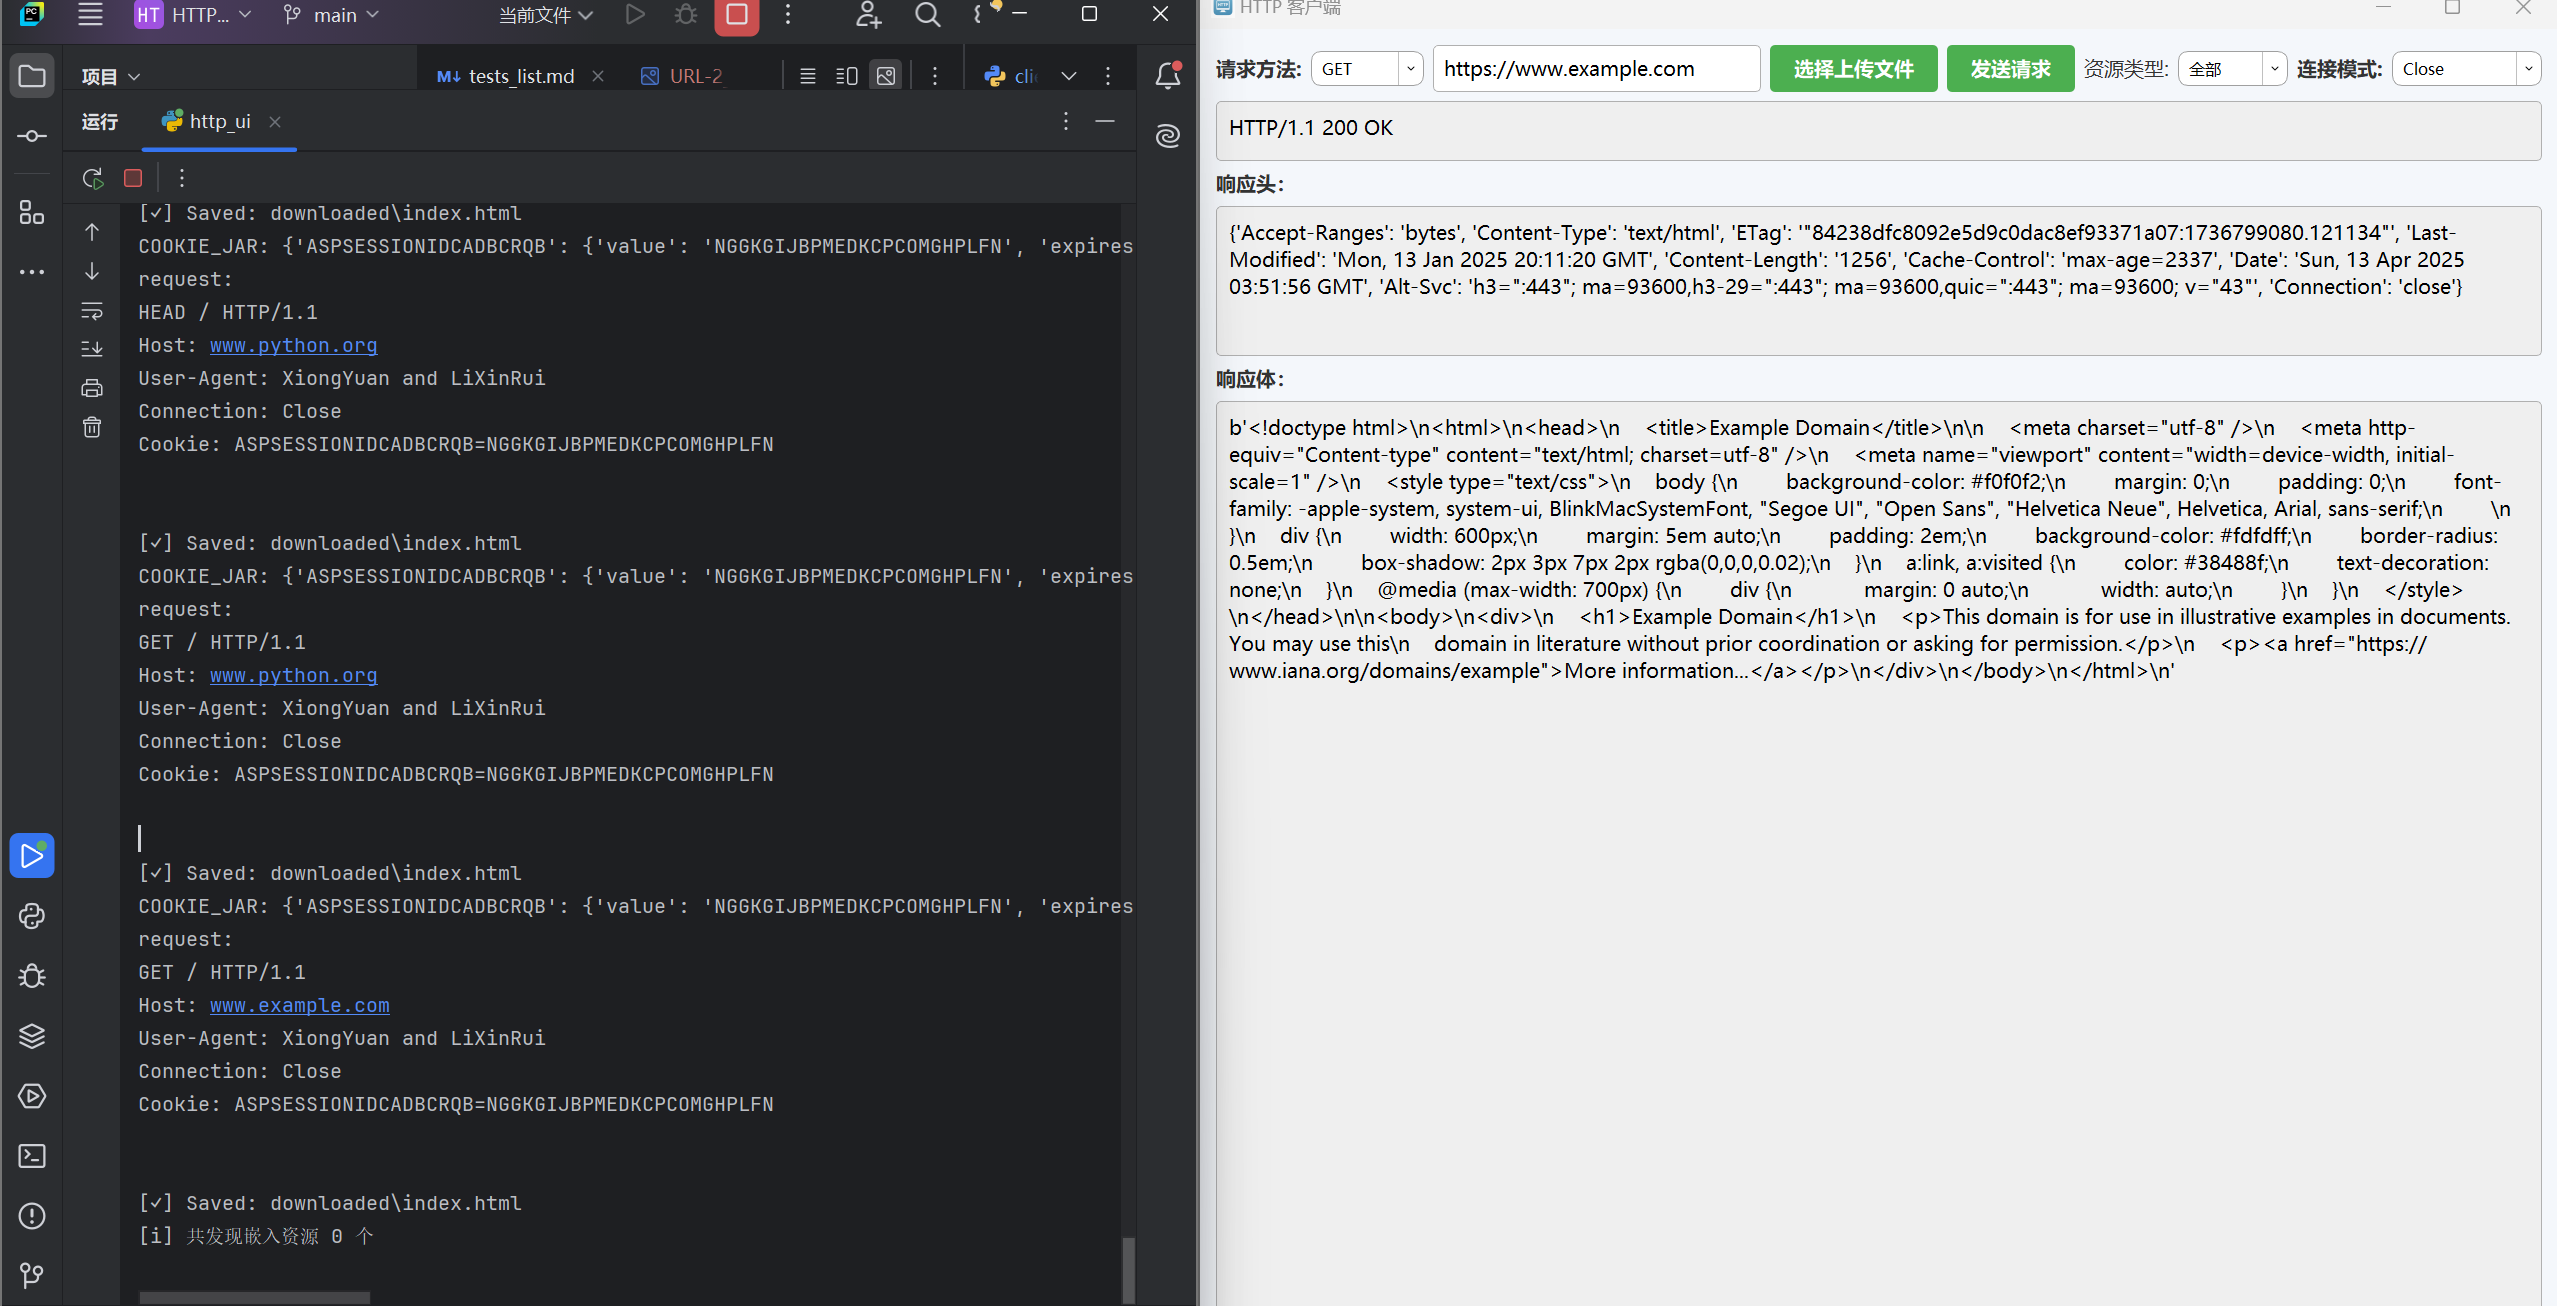 HT HTTP... main 当前文件
项目 tests_list.md URL-2 cli
运行 http_ui
[✓] Saved: downloaded\index.html
COOKIE_JAR: {'ASPSESSIONIDCADBCRQB': {'value': 'NGGKGIJBPMEDKCPCOMGHPLFN', 'expires
request:
HEAD / HTTP/1.1
Host: www.python.org
User-Agent: XiongYuan and LiXinRui
Connection: Close
Cookie: ASPSESSIONIDCADBCRQB=NGGKGIJBPMEDKCPCOMGHPLFN
[✓] Saved: downloaded\index.html
COOKIE_JAR: {'ASPSESSIONIDCADBCRQB': {'value': 'NGGKGIJBPMEDKCPCOMGHPLFN', 'expires
request:
GET / HTTP/1.1
Host: www.python.org
User-Agent: XiongYuan and LiXinRui
Connection: Close
Cookie: ASPSESSIONIDCADBCRQB=NGGKGIJBPMEDKCPCOMGHPLFN
[✓] Saved: downloaded\index.html
COOKIE_JAR: {'ASPSESSIONIDCADBCRQB': {'value': 'NGGKGIJBPMEDKCPCOMGHPLFN', 'expires
request:
GET / HTTP/1.1
Host: www.example.com
User-Agent: XiongYuan and LiXinRui
Connection: Close
Cookie: ASPSESSIONIDCADBCRQB=NGGKGIJBPMEDKCPCOMGHPLFN
[✓] Saved: downloaded\index.html
[i] 共发现嵌入资源 0 个
HTTP 客户端
请求方法: GET https://www.example.com 选择上传文件 发送请求 资源类型: 全部 连接模式: Close
HTTP/1.1 200 OK
响应头:
{'Accept-Ranges': 'bytes', 'Content-Type': 'text/html', 'ETag': '"84238dfc8092e5d9c0dac8ef93371a07:1736799080.121134"', 'Last-
Modified': 'Mon, 13 Jan 2025 20:11:20 GMT', 'Content-Length': '1256', 'Cache-Control': 'max-age=2337', 'Date': 'Sun, 13 Apr 2025
03:51:56 GMT', 'Alt-Svc': 'h3=":443"; ma=93600,h3-29=":443"; ma=93600,quic=":443"; ma=93600; v="43"', 'Connection': 'close'}
响应体:
b'<!doctype html>\n<html>\n<head>\n    <title>Example Domain</title>\n\n    <meta charset="utf-8" />\n    <meta http-
equiv="Content-type" content="text/html; charset=utf-8" />\n    <meta name="viewport" content="width=device-width, initial-
scale=1" />\n    <style type="text/css">\n    body {\n        background-color: #f0f0f2;\n        margin: 0;\n        padding: 0;\n        font-
family: -apple-system, system-ui, BlinkMacSystemFont, "Segoe UI", "Open Sans", "Helvetica Neue", Helvetica, Arial, sans-serif;\n        \n
}\n    div {\n        width: 600px;\n        margin: 5em auto;\n        padding: 2em;\n        background-color: #fdfdff;\n        border-radius:
0.5em;\n        box-shadow: 2px 3px 7px 2px rgba(0,0,0,0.02);\n    }\n    a:link, a:visited {\n        color: #38488f;\n        text-decoration:
none;\n    }\n    @media (max-width: 700px) {\n        div {\n            margin: 0 auto;\n            width: auto;\n        }\n    }\n    </style>
\n</head>\n\n<body>\n<div>\n    <h1>Example Domain</h1>\n    <p>This domain is for use in illustrative examples in documents.
You may use this\n    domain in literature without prior coordination or asking for permission.</p>\n    <p><a href="https://
www.iana.org/domains/example">More information...</a></p>\n</div>\n</body>\n</html>\n'